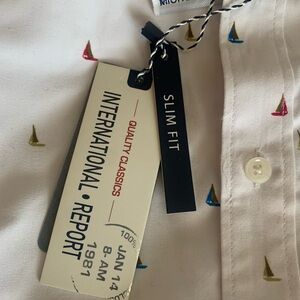 SLIM FIT
QUALITY CLASSICS
INTERNATIONAL • REPORT
100%
JAN 14
8-AM
1981